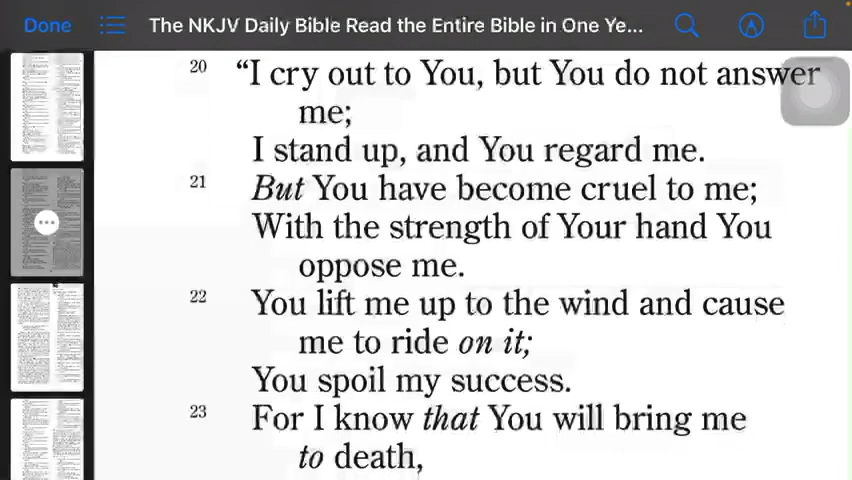 Done
The NKJV Daily Bible Read the Entire Bible in One Ye...
20 “I cry out to You, but You do not answer
me;
I stand up, and You regard me.
21 But You have become cruel to me;
With the strength of Your hand You
oppose me.
22 You lift me up to the wind and cause
me to ride on it;
You spoil my success.
23 For I know that You will bring me
to death,